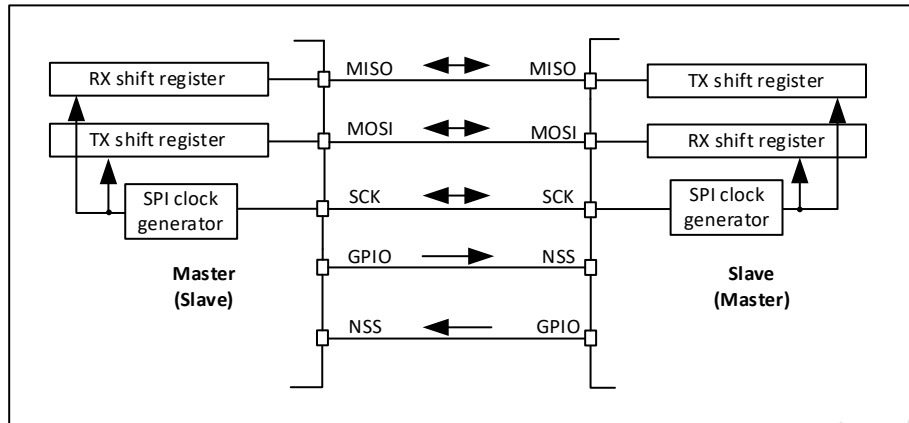 RX shift register
MISO
MISO
TX shift register
TX shift register
MOSI
MOSI
RX shift register
SPI clock
generator
SCK
SCK
SPI clock
generator
GPIO
NSS
Master
(Slave)
Slave
(Master)
NSS
GPIO